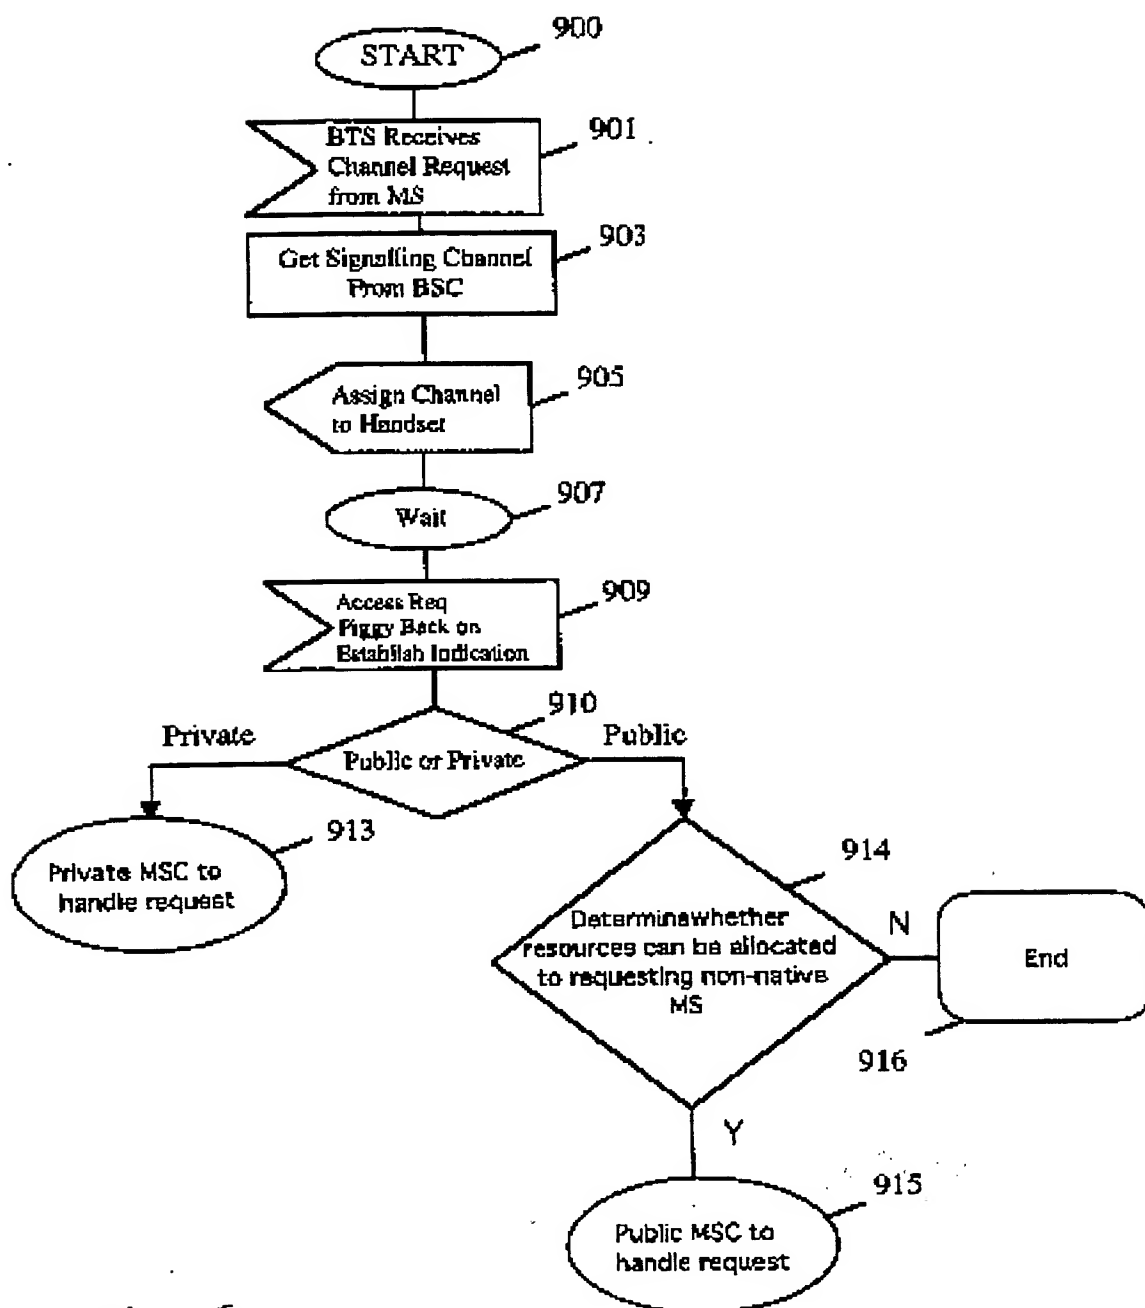 START
900
BTS Receives
Channel Request
from MS
901
Get Signalling Channel
From BSC
903
Assign Channel
to Handset
905
Wait
907
Access Req
Piggy Back on
Establish Indication
909
910
Private
Public
Public or Private
913
Private MSC to
handle request
914
Determinewhether
resources can be allocated
to requesting non-native
MS
N
End
916
Y
915
Public MSC to
handle request